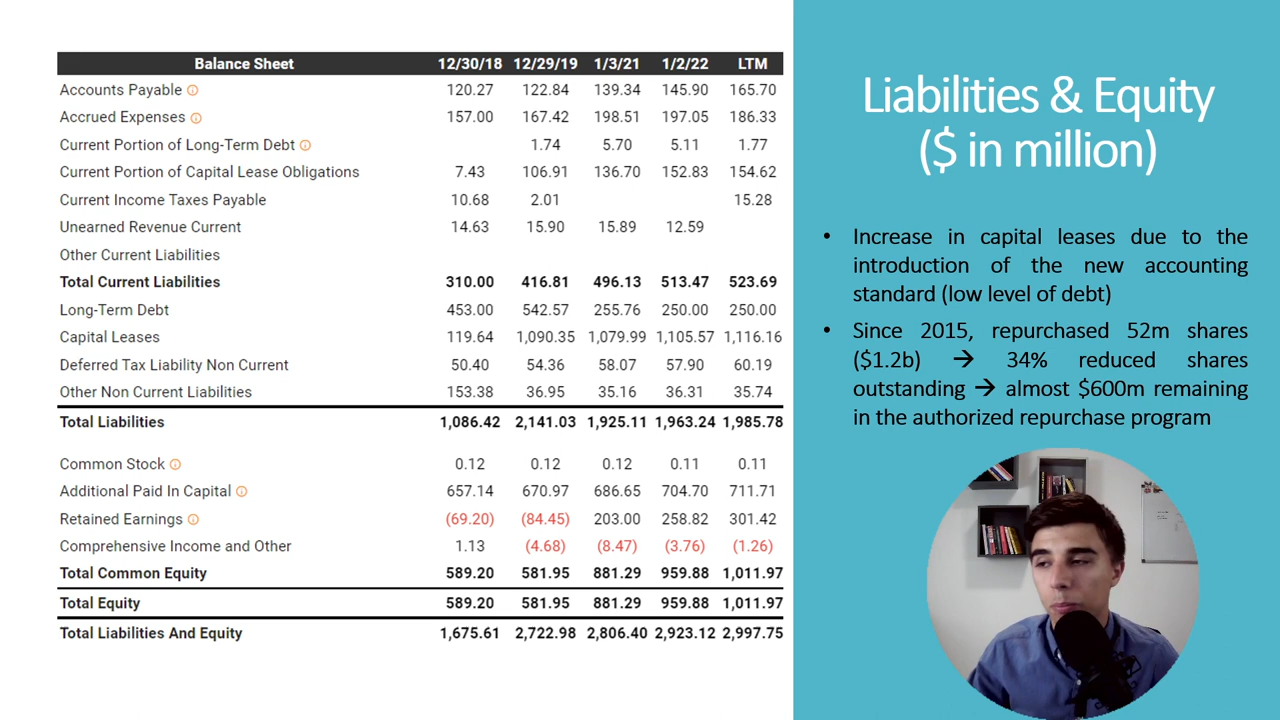 Balance Sheet 12/30/18 12/29/19 1/3/21 1/2/22 LTM
Accounts Payable 120.27 122.84 139.34 145.90 165.70
Accrued Expenses 157.00 167.42 198.51 197.05 186.33
Current Portion of Long-Term Debt 1.74 5.70 5.11 1.77
Current Portion of Capital Lease Obligations 7.43 106.91 136.70 152.83 154.62
Current Income Taxes Payable 10.68 2.01 15.28
Unearned Revenue Current 14.63 15.90 15.89 12.59
Other Current Liabilities
Total Current Liabilities 310.00 416.81 496.13 513.47 523.69
Long-Term Debt 453.00 542.57 255.76 250.00 250.00
Capital Leases 119.64 1,090.35 1,079.99 1,105.57 1,116.16
Deferred Tax Liability Non Current 50.40 54.36 58.07 57.90 60.19
Other Non Current Liabilities 153.38 36.95 35.16 36.31 35.74
Total Liabilities 1,086.42 2,141.03 1,925.11 1,963.24 1,985.78
Common Stock 0.12 0.12 0.12 0.11 0.11
Additional Paid In Capital 657.14 670.97 686.65 704.70 711.71
Retained Earnings (69.20) (84.45) 203.00 258.82 301.42
Comprehensive Income and Other 1.13 (4.68) (8.47) (3.76) (1.26)
Total Common Equity 589.20 581.95 881.29 959.88 1,011.97
Total Equity 589.20 581.95 881.29 959.88 1,011.97
Total Liabilities And Equity 1,675.61 2,722.98 2,806.40 2,923.12 2,997.75
Liabilities & Equity
($ in million)
• Increase in capital leases due to the
introduction of the new accounting
standard (low level of debt)
• Since 2015, repurchased 52m shares
($1.2b) → 34% reduced shares
outstanding → almost $600m remaining
in the authorized repurchase program